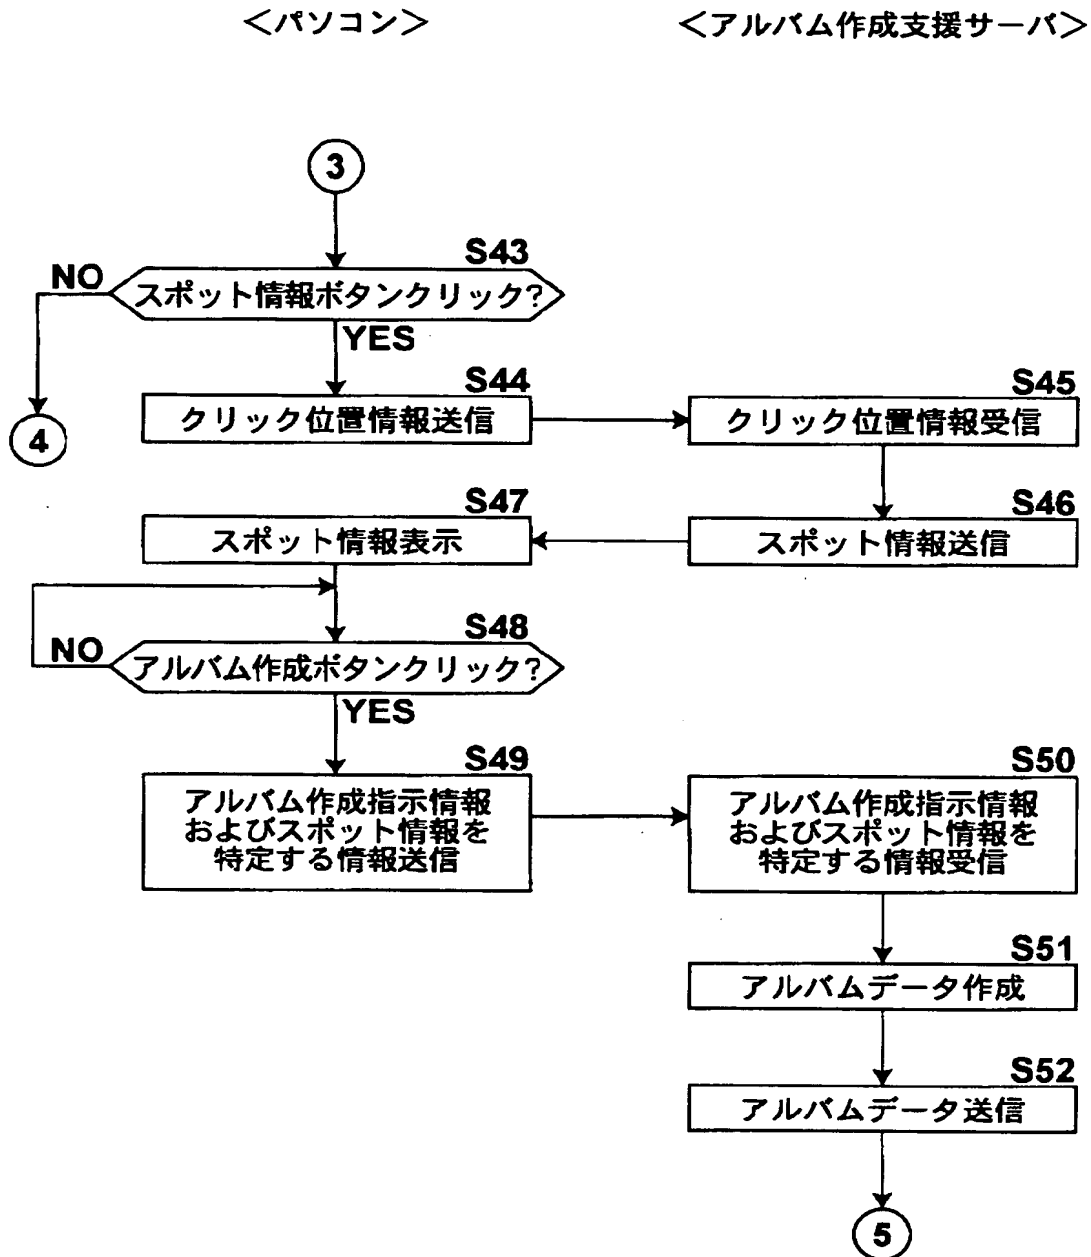 ＜パソコン＞
＜アルバム作成支援サーバ＞
3
S43
NO
スポット情報ボタンクリック?
YES
4
S44
クリック位置情報送信
S45
クリック位置情報受信
S47
スポット情報表示
S46
スポット情報送信
S48
NO
アルバム作成ボタンクリック?
YES
S49
アルバム作成指示情報
およびスポット情報を
特定する情報送信
S50
アルバム作成指示情報
およびスポット情報を
特定する情報受信
S51
アルバムデータ作成
S52
アルバムデータ送信
5